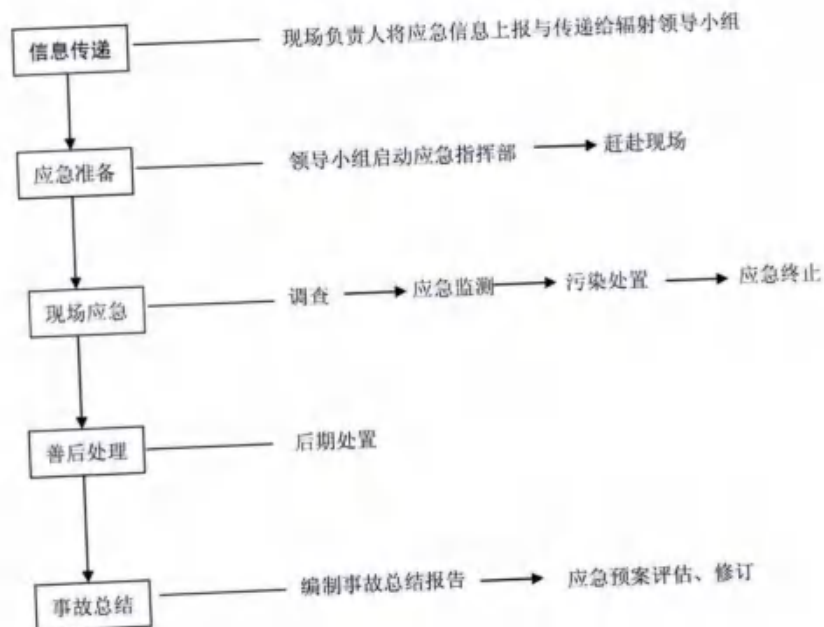 信息传递 现场负责人将应急信息上报与传递给辐射领导小组
应急准备 领导小组启动应急指挥部 赶赴现场
现场应急 调查 应急监测 污染处置 应急终止
善后处理 后期处置
事故总结 编制事故总结报告 应急预案评估、修订